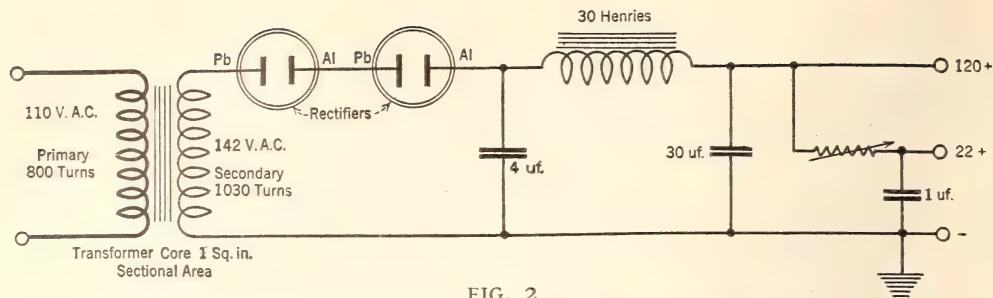 30 Henries
Pb
Al
Pb
Al
120+
110 V. A.C.
Rectifiers
142 V. A.C.
Primary
800 Turns
Secondary
1030 Turns
4 uf.
30 uf.
22+
1 uf.
-
Transformer Core 1 Sq. in.
Sectional Area
FIG. 2